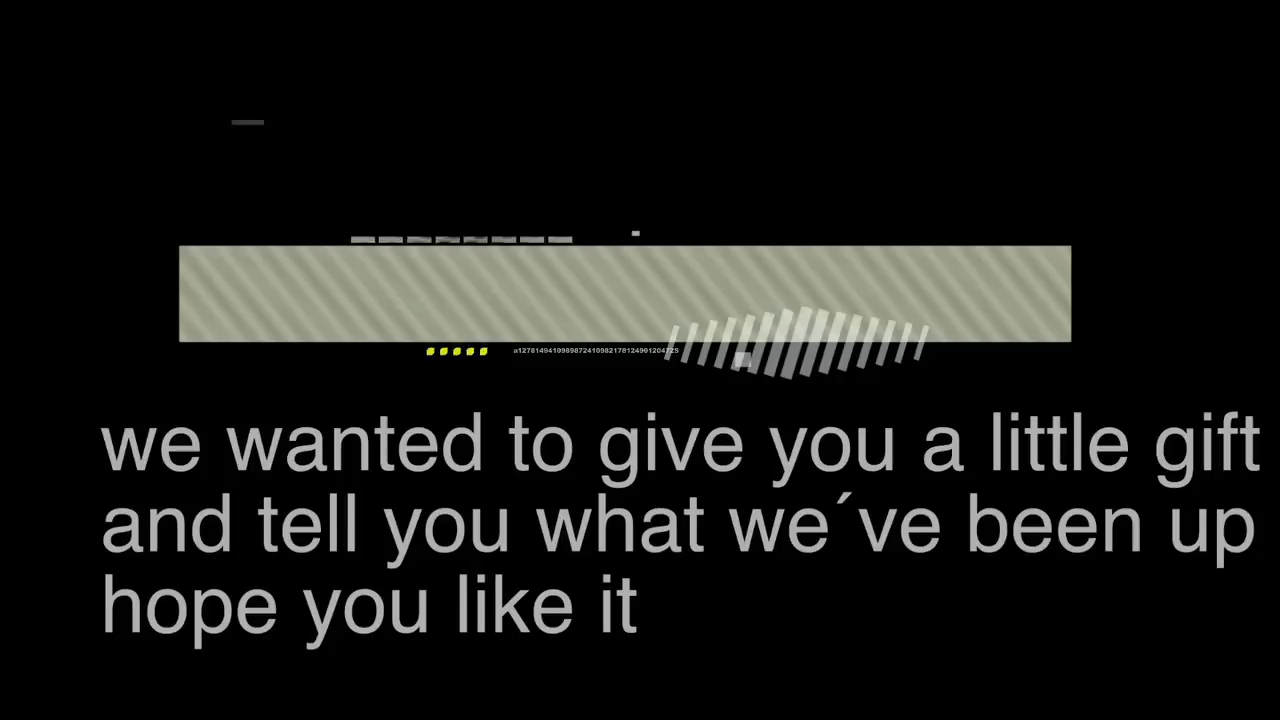 we wanted to give you a little gift
and tell you what we´ve been up
hope you like it